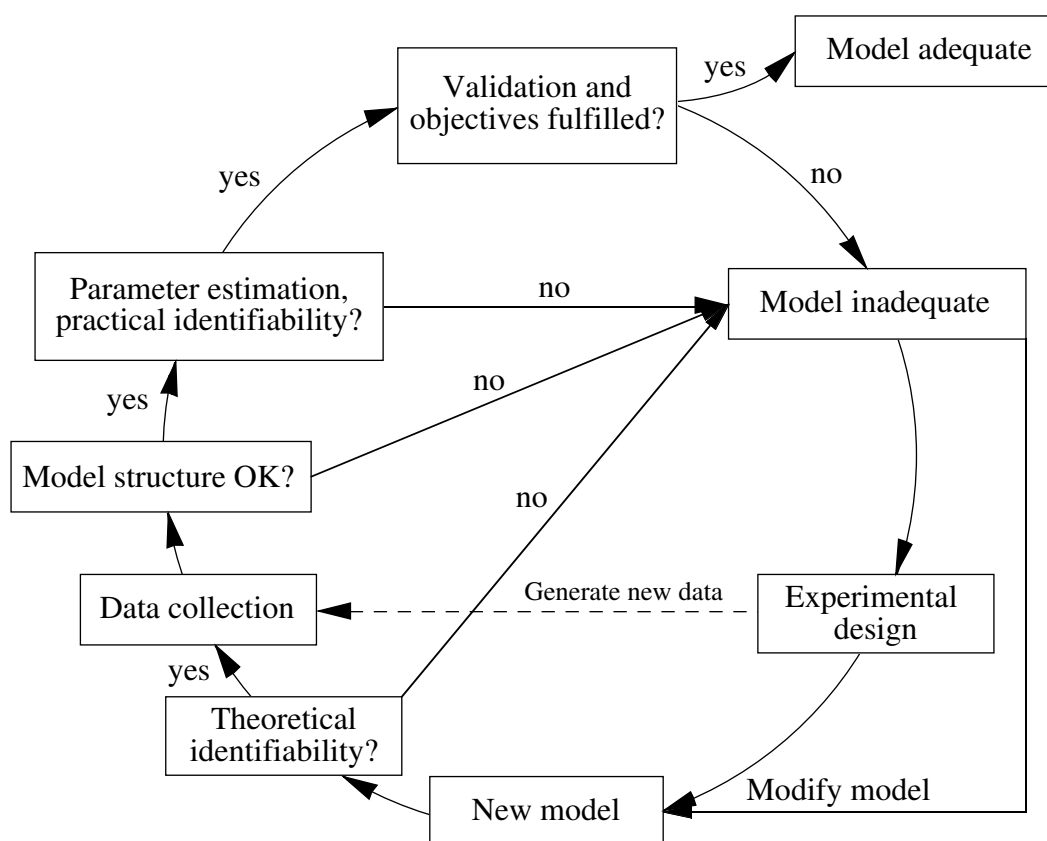 Model adequate
yes
Validation and
objectives fulfilled?
no
yes
Parameter estimation,
practical identifiability?
no
Model inadequate
no
yes
Model structure OK?
no
Data collection
Generate new data
Experimental
design
yes
Theoretical
identifiability?
New model
Modify model